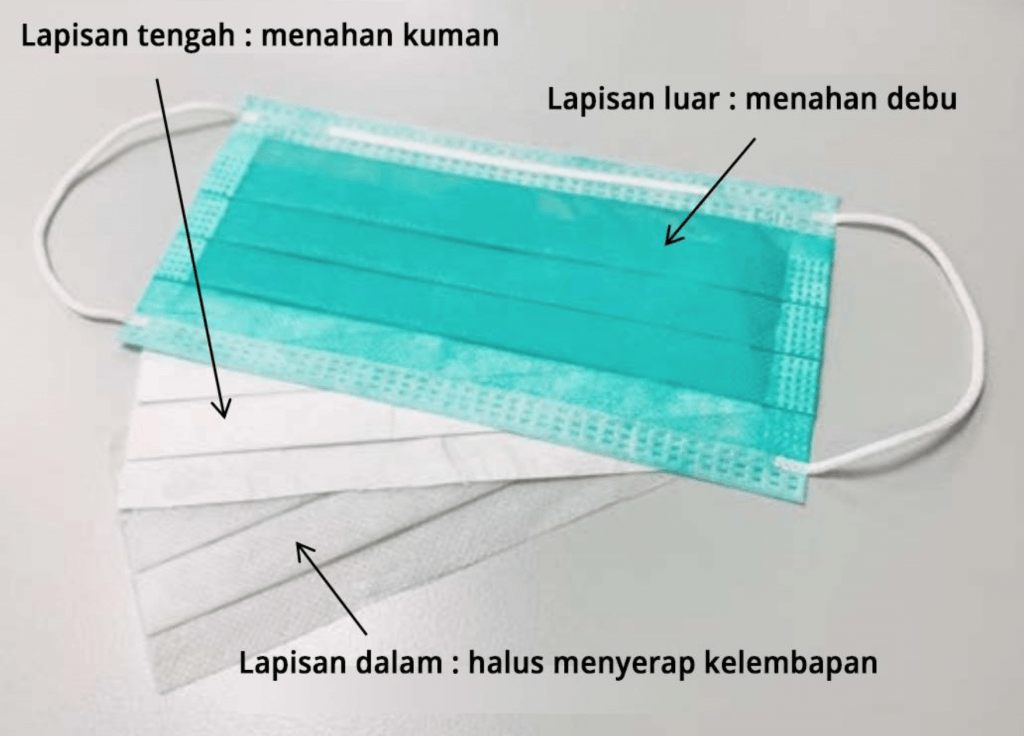 Lapisan tengah : menahan kuman
Lapisan luar : menahan debu
Lapisan dalam : halus menyerap kelembapan